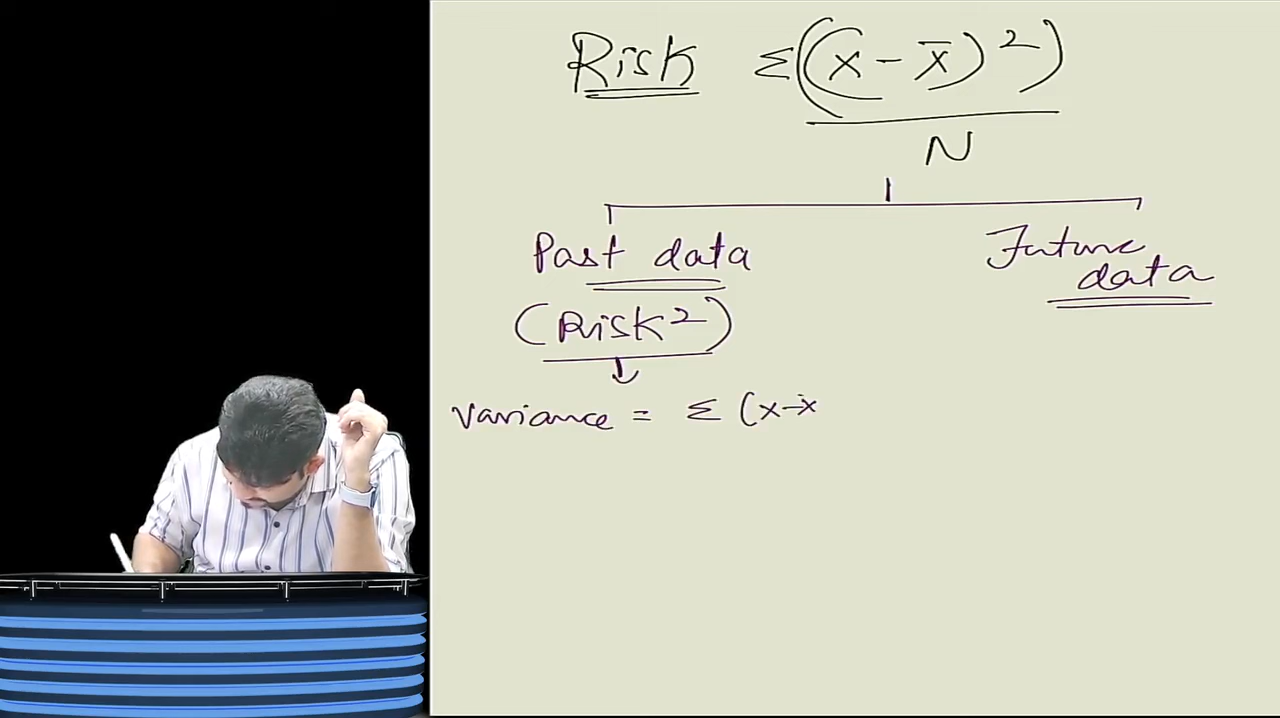 Risk Σ((x-x̄)²)
N
Past data Future data
(Risk²)
Variance = Σ (x-x̄